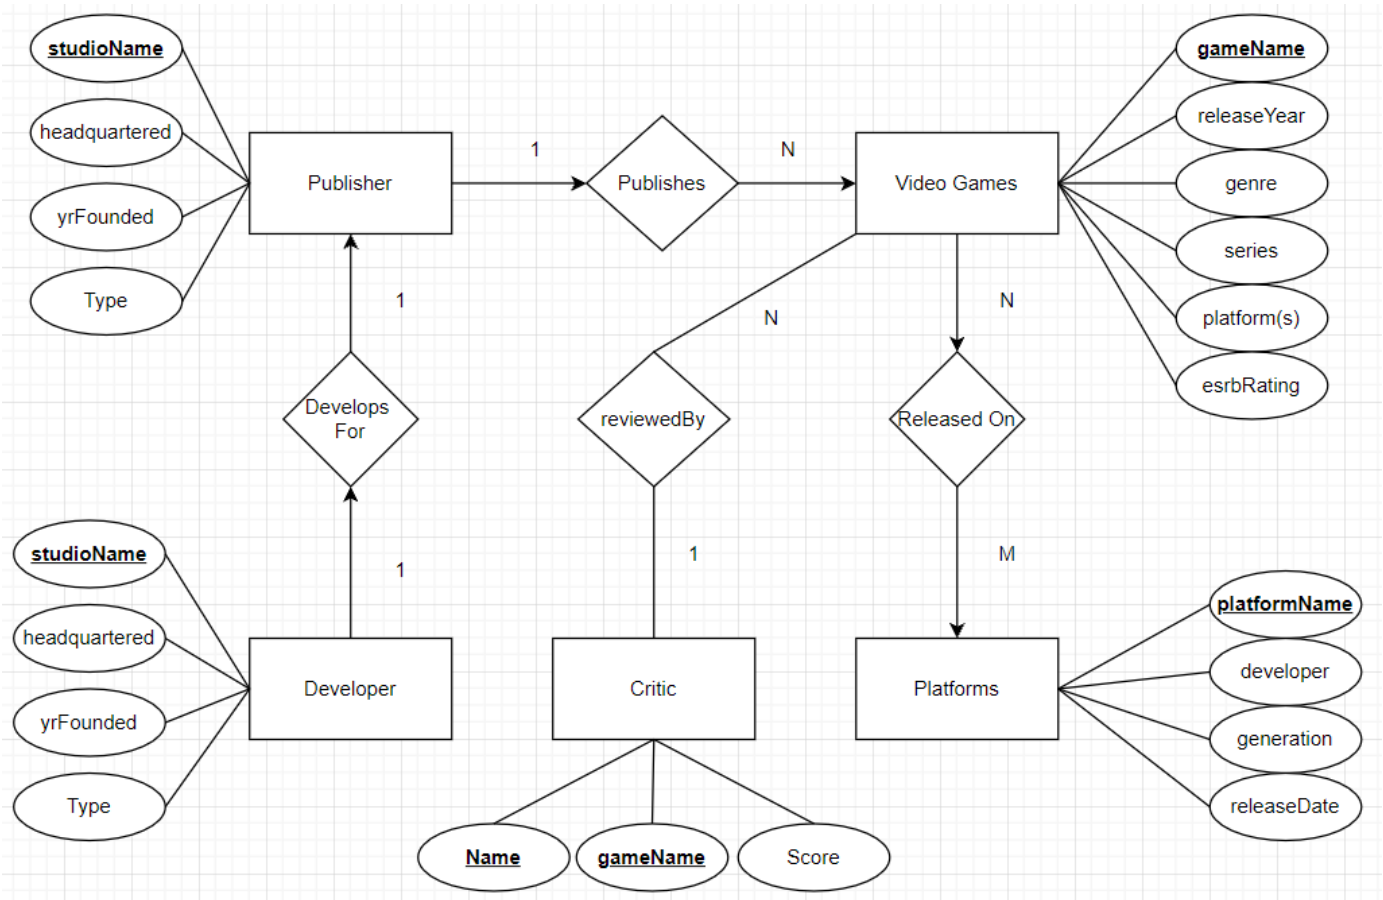 studioName
headquartered
yrFounded
Type
Publisher
1
Publishes
N
Video Games
gameName
releaseYear
genre
series
platform(s)
esrbRating
1
Develops
For
1
N
reviewedBy
1
N
Released On
M
studioName
headquartered
yrFounded
Type
Developer
Critic
Name
gameName
Score
Platforms
platformName
developer
generation
releaseDate